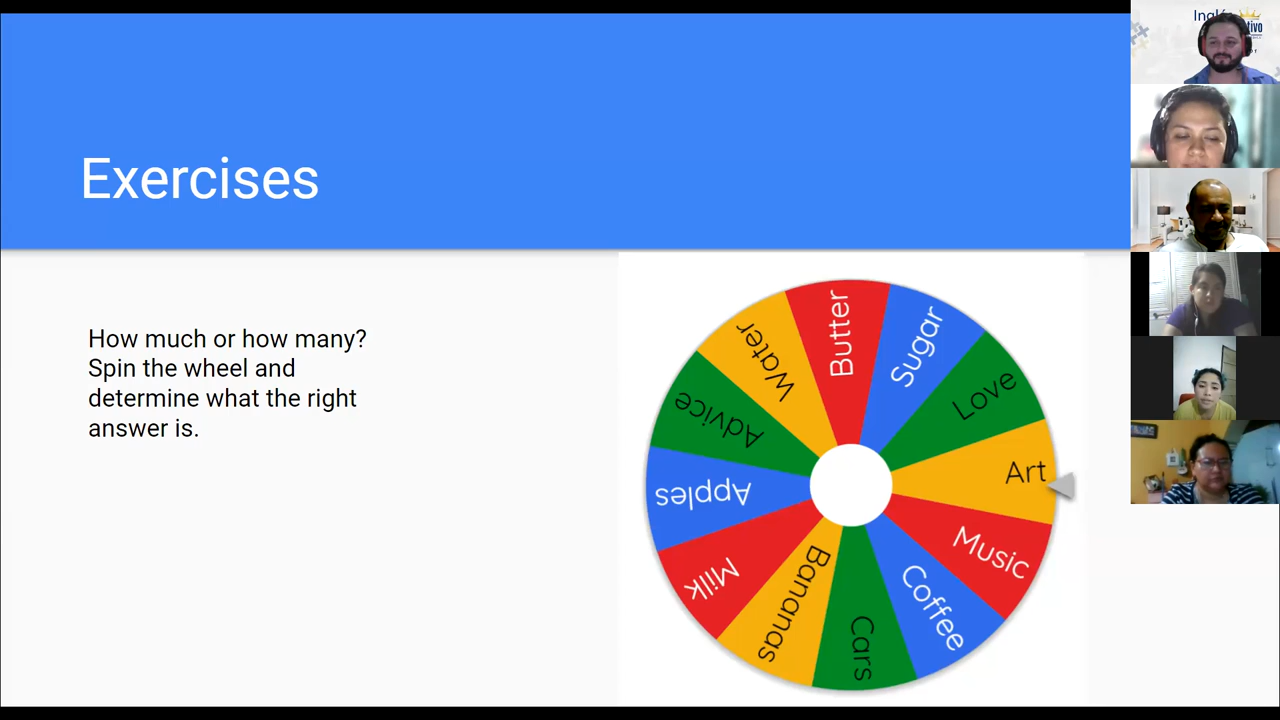 Exercises
How much or how many?
Spin the wheel and
determine what the right
answer is.
Butter
Sugar
Love
Art
Music
Coffee
Cars
Bananas
Milk
Apples
Advice
Water